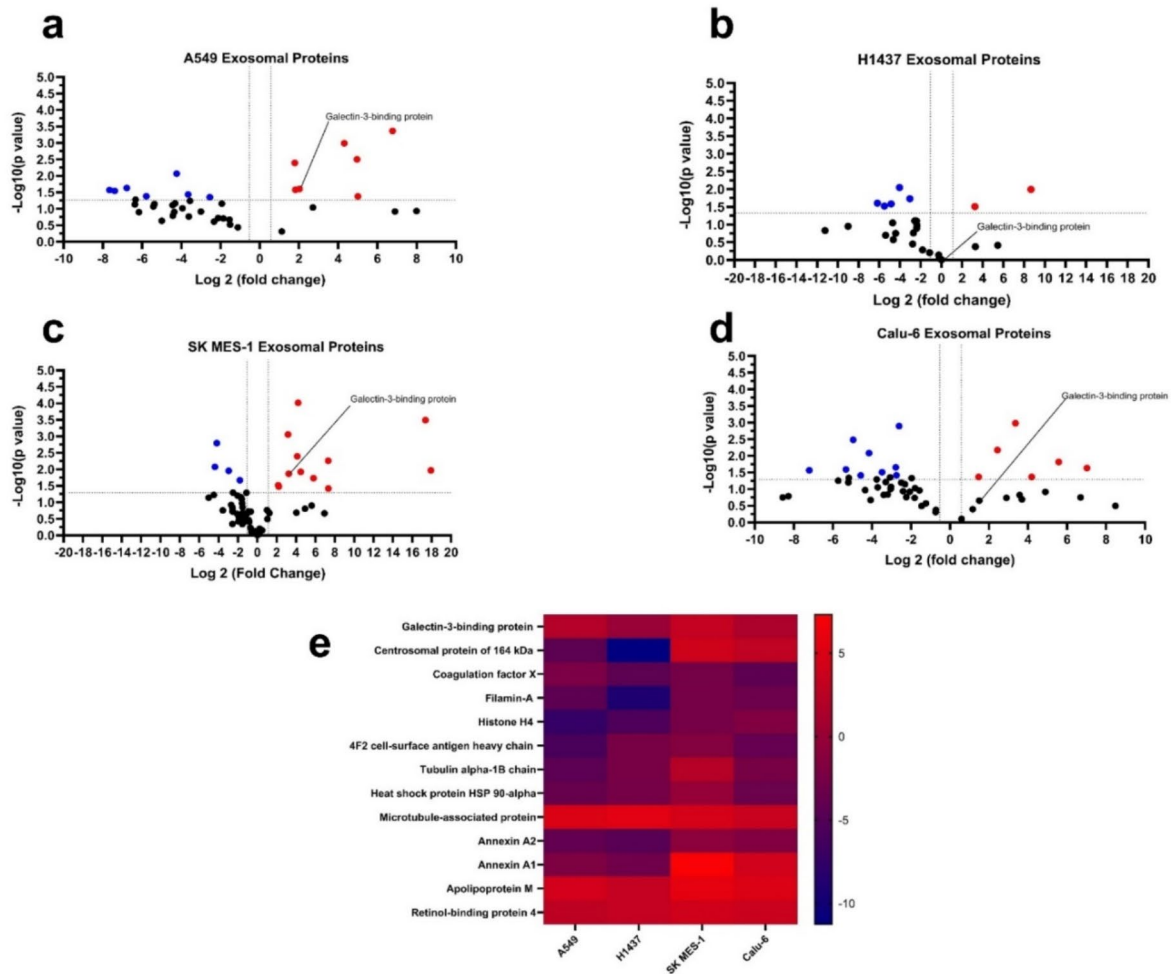 a
A549 Exosomal Proteins
5.0
4.5
4.0
3.5
3.0
2.5
2.0
1.5
1.0
0.5
0.0
-Log10(p value)
Galectin-3-binding protein
-10 -8 -6 -4 -2 0 2 4 6 8 10
Log 2 (fold change)
b
H1437 Exosomal Proteins
5.0
4.5
4.0
3.5
3.0
2.5
2.0
1.5
1.0
0.5
0.0
-Log10(p value)
Galectin-3-binding protein
-20 -18 -16 -14 -12 -10 -8 -6 -4 -2 0 2 4 6 8 10 12 14 16 18 20
Log 2 (fold change)
c
SK MES-1 Exosomal Proteins
5.0
4.5
4.0
3.5
3.0
2.5
2.0
1.5
1.0
0.5
0.0
-Log10(p value)
Galectin-3-binding protein
-20 -18 -16 -14 -12 -10 -8 -6 -4 -2 0 2 4 6 8 10 12 14 16 18 20
Log 2 (Fold Change)
d
Calu-6 Exosomal Proteins
5.0
4.5
4.0
3.5
3.0
2.5
2.0
1.5
1.0
0.5
0.0
-Log10(p value)
Galectin-3-binding protein
-10 -8 -6 -4 -2 0 2 4 6 8 10
Log 2 (fold change)
e
Galectin-3-binding protein
Centrosomal protein of 164 kDa
Coagulation factor X
Filamin-A
Histone H4
4F2 cell-surface antigen heavy chain
Tubulin alpha-1B chain
Heat shock protein HSP 90-alpha
Microtubule-associated protein
Annexin A2
Annexin A1
Apolipoprotein M
Retinol-binding protein 4
A549
H1437
SK MES-1
Calu-6
5
0
-5
-10